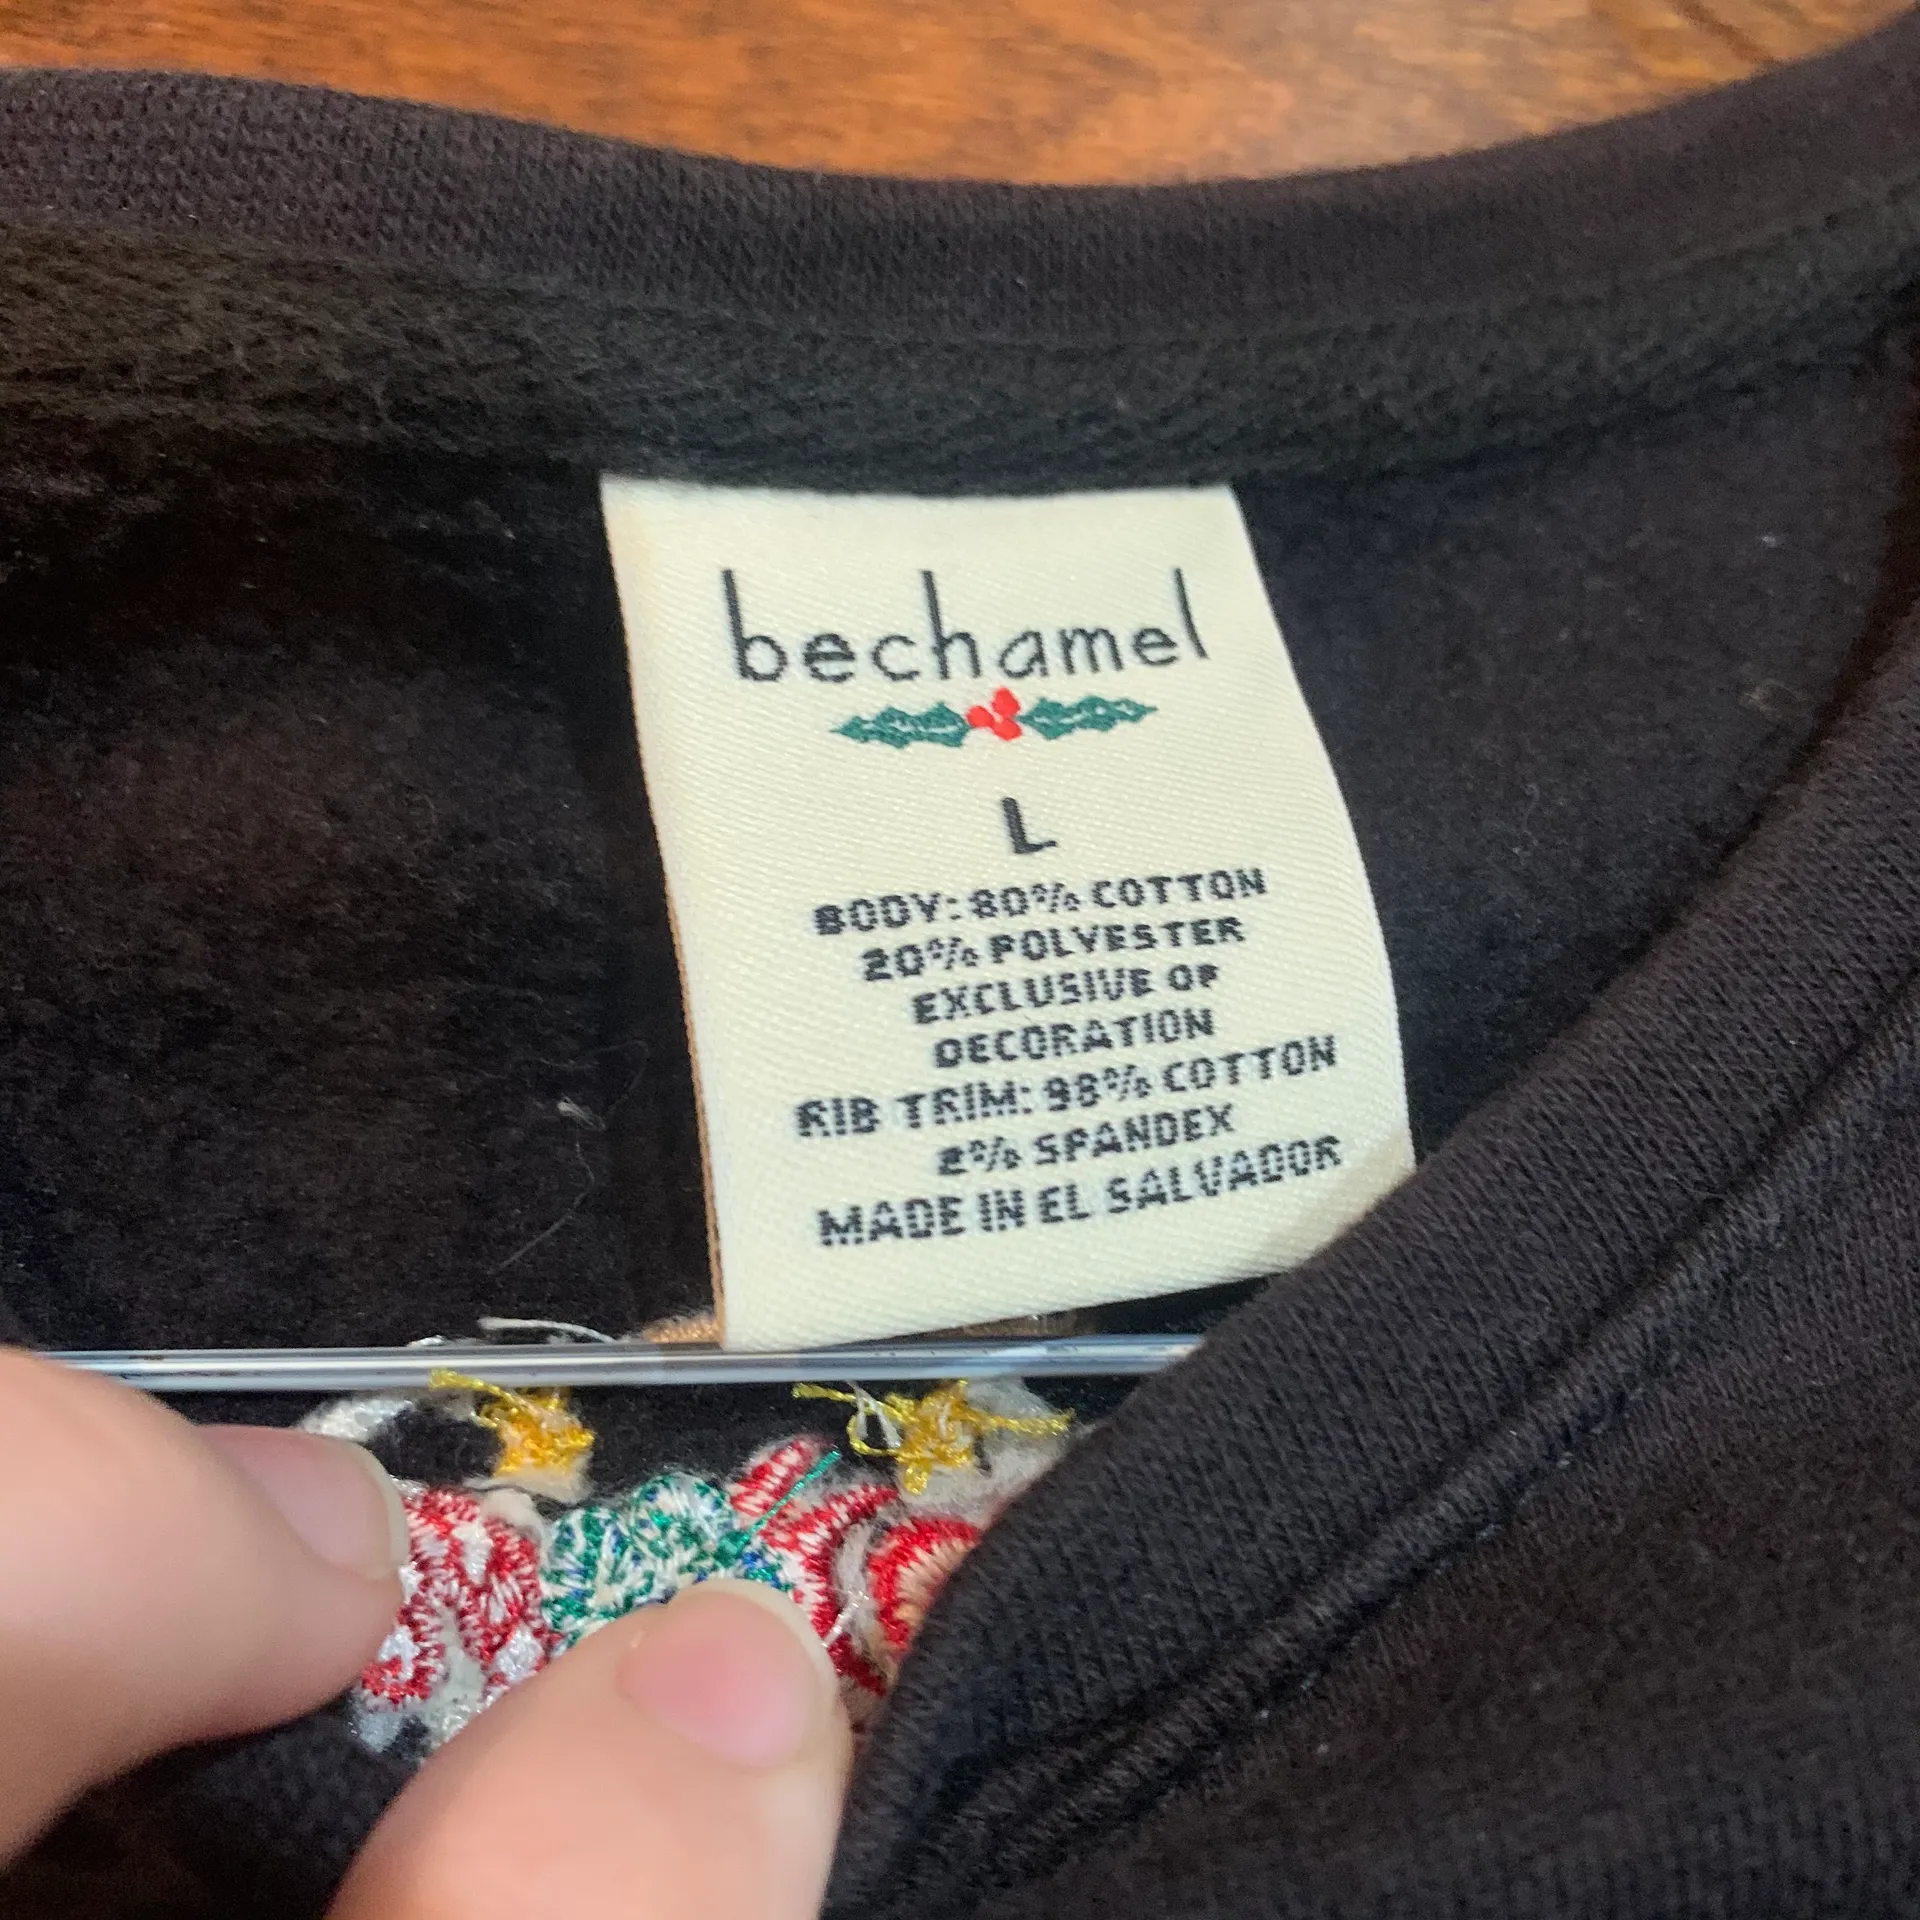 bechamel
L
BODY: 80% COTTON
20% POLYESTER
EXCLUSIVE OF
DECORATION
RIB TRIM: 98% COTTON
2% SPANDEX
MADE IN EL SALVADOR